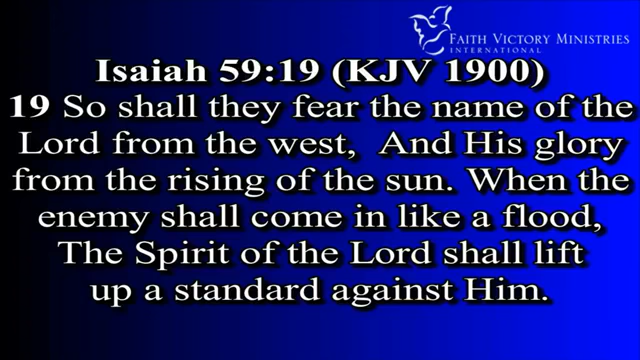 FAITH VICTORY MINISTRIES
INTERNATIONAL
Isaiah 59:19 (KJV 1900)
19 So shall they fear the name of the
Lord from the west, And His glory
from the rising of the sun. When the
enemy shall come in like a flood,
The Spirit of the Lord shall lift
up a standard against Him.